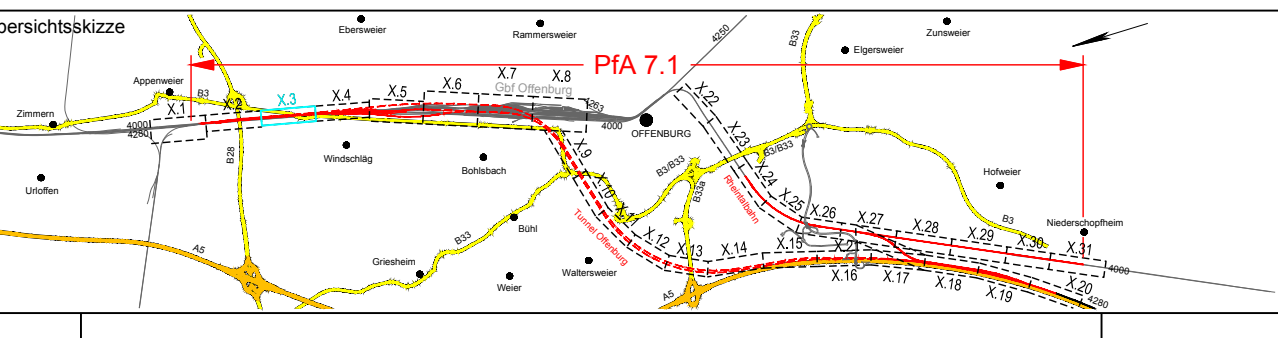 bersichtsskizze
Ebersweier
Rammersweier
4250
B33
Zunsweier
Elgersweier
PfA 7.1
Appenweier
B3
X.1
X.2
X.3
X.4
X.5
X.6
X.7
X.8
Gbf Offenburg
X.22
Zimmern
4000
4280
B28
4263
4000
OFFENBURG
X.23
Windschläg
Bohlsbach
X.9
B3/B33
B3/B33
X.24
Urloffen
X.10
B33a
Rheintalbahn
X.25
Hofweier
X.26
X.27
X.28
X.29
X.30
X.31
B3
Niederschopfheim
Bühl
Tunnel Offenburg
X.12
X.13
X.14
X.15
X.21
A5
B33
Griesheim
Weier
Waltersweier
X.16
X.17
X.18
X.19
X.20
4000
4280
A5